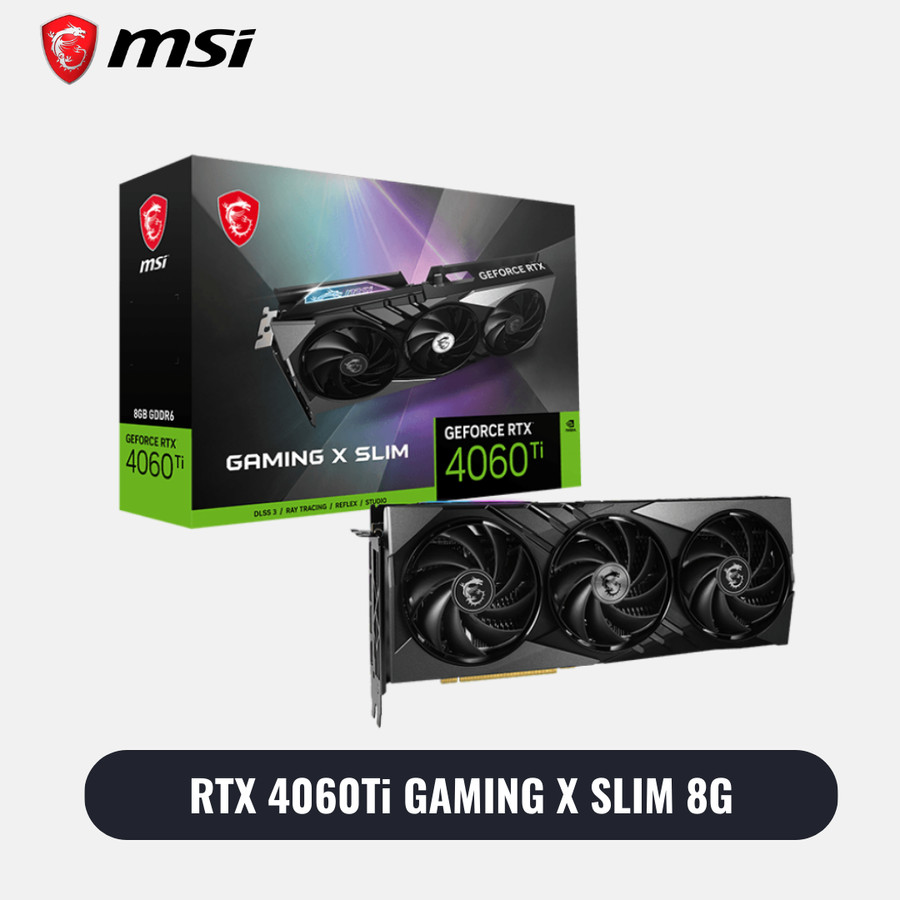 msi
msi
8GB GDDR6
GEFORCE RTX
4060Ti
GEFORCE RTX
GAMING X SLIM
GEFORCE RTX
4060Ti
DLSS 3 / RAY TRACING / REFLEX / STUDIO
RTX 4060Ti GAMING X SLIM 8G